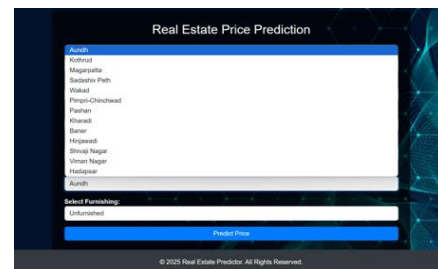 Real Estate Price Prediction
Aundh
Kothrud
Magarpatta
Sadashiv Peth
Wakad
Pimpri-Chinchwad
Pashan
Kharadi
Baner
Hinjawadi
Shivaji Nagar
Viman Nagar
Hadapsar
Aundh
Select Furnishing:
Unfurnished
Predict Price
© 2025 Real Estate Predictor. All Rights Reserved.